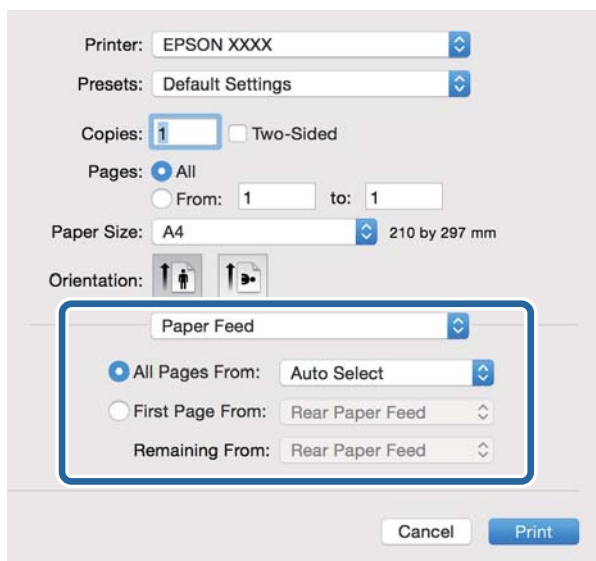 Printer: EPSON XXXX
Presets: Default Settings
Copies: 1 Two-Sided
Pages: All
From: 1 to: 1
Paper Size: A4 210 by 297 mm
Orientation:
Paper Feed
All Pages From: Auto Select
First Page From: Rear Paper Feed
Remaining From: Rear Paper Feed
Cancel Print